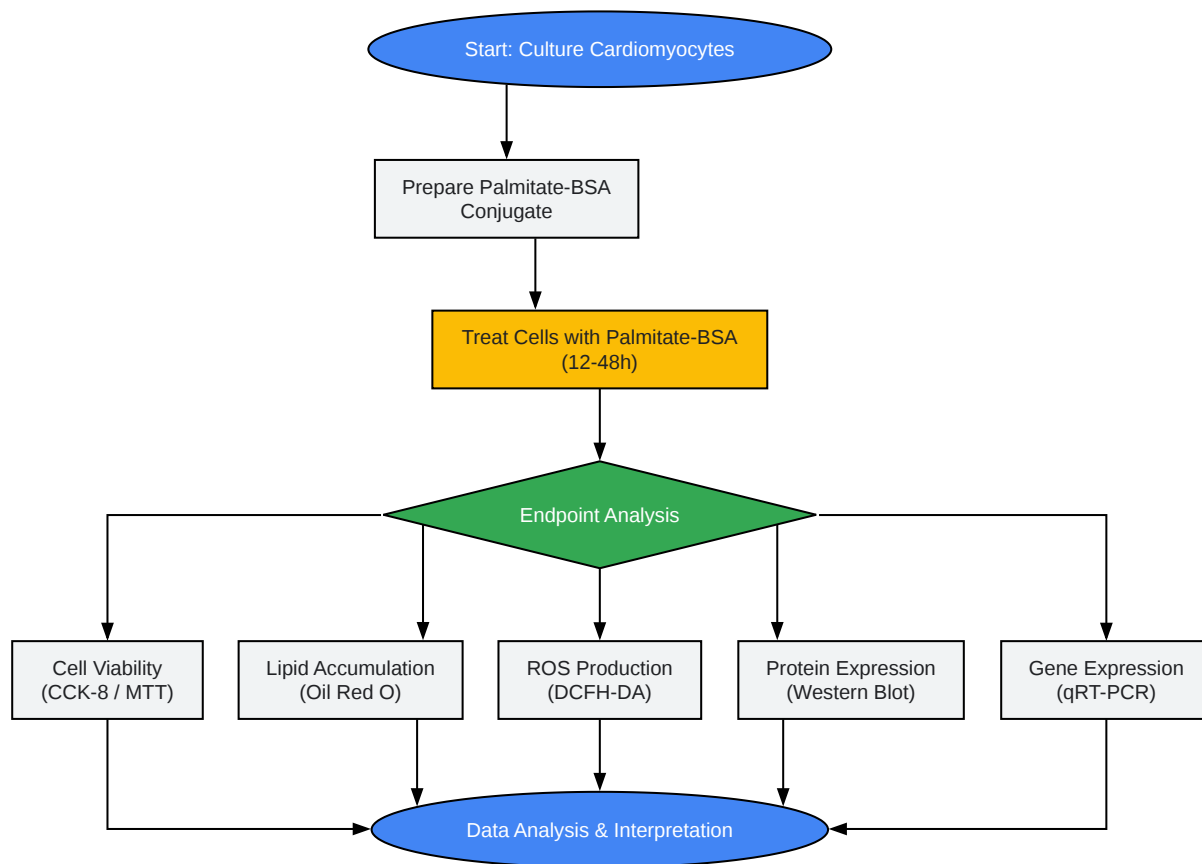 Start: Culture Cardiomyocytes
Prepare Palmitate-BSA
Conjugate
Treat Cells with Palmitate-BSA
(12-48h)
Endpoint Analysis
Cell Viability
(CCK-8 / MTT)
Lipid Accumulation
(Oil Red O)
ROS Production
(DCFH-DA)
Protein Expression
(Western Blot)
Gene Expression
(qRT-PCR)
Data Analysis & Interpretation